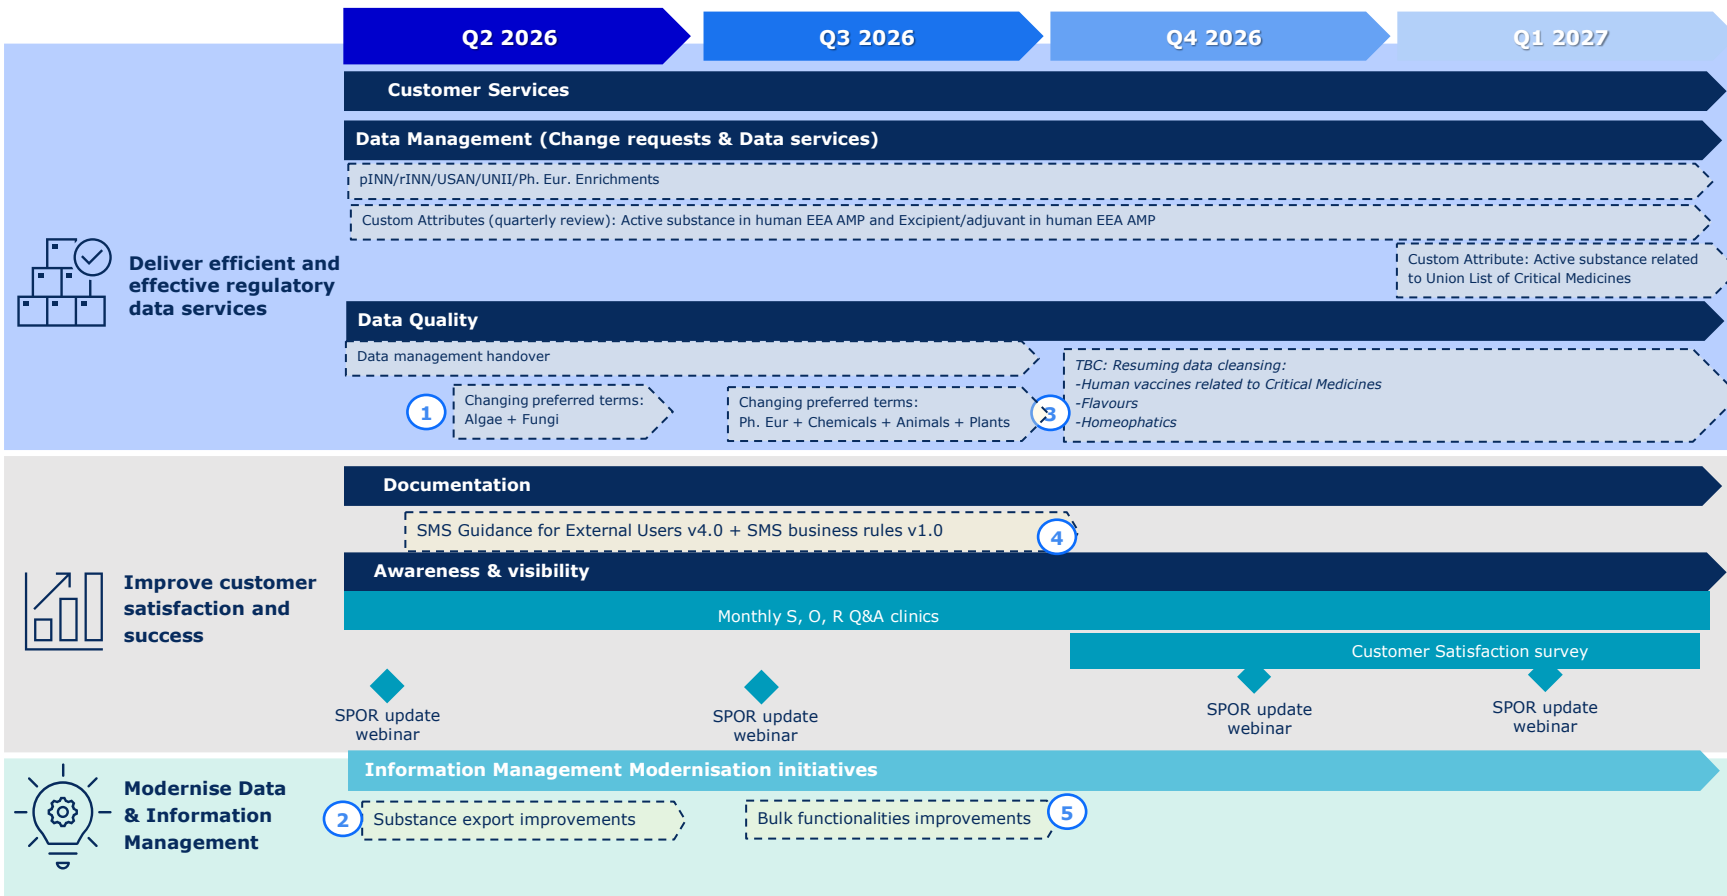 Q2 2026
Q3 2026
Q4 2026
Q1 2027
Customer Services
Data Management (Change requests & Data services)
pINN/rINN/USAN/UNII/Ph. Eur. Enrichments
Custom Attributes (quarterly review): Active substance in human EEA AMP and Excipient/adjuvant in human EEA AMP
Custom Attribute: Active substance related
to Union List of Critical Medicines
Deliver efficient and
effective regulatory
data services
Data Quality
Data management handover
1
Changing preferred terms:
Algae + Fungi
Changing preferred terms:
Ph. Eur + Chemicals + Animals + Plants
3
TBC: Resuming data cleansing:
-Human vaccines related to Critical Medicines
-Flavours
-Homeophatics
Documentation
SMS Guidance for External Users v4.0 + SMS business rules v1.0
4
Awareness & visibility
Improve customer
satisfaction and
success
Monthly S, O, R Q&A clinics
Customer Satisfaction survey
SPOR update
webinar
SPOR update
webinar
SPOR update
webinar
SPOR update
webinar
Information Management Modernisation initiatives
Modernise Data
& Information
Management
2
Substance export improvements
Bulk functionalities improvements
5